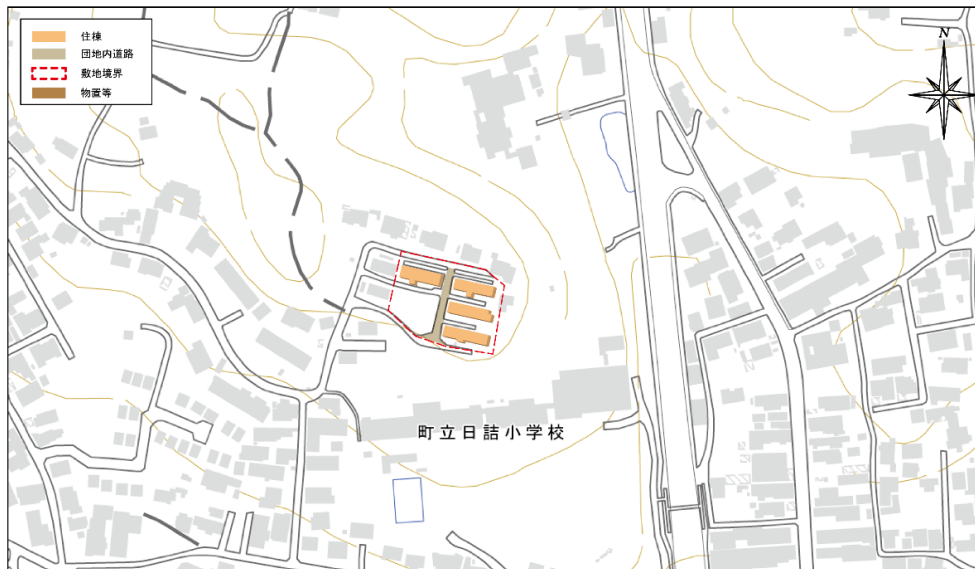 住棟
団地内道路
敷地境界
物置等
N
町立日詰小学校